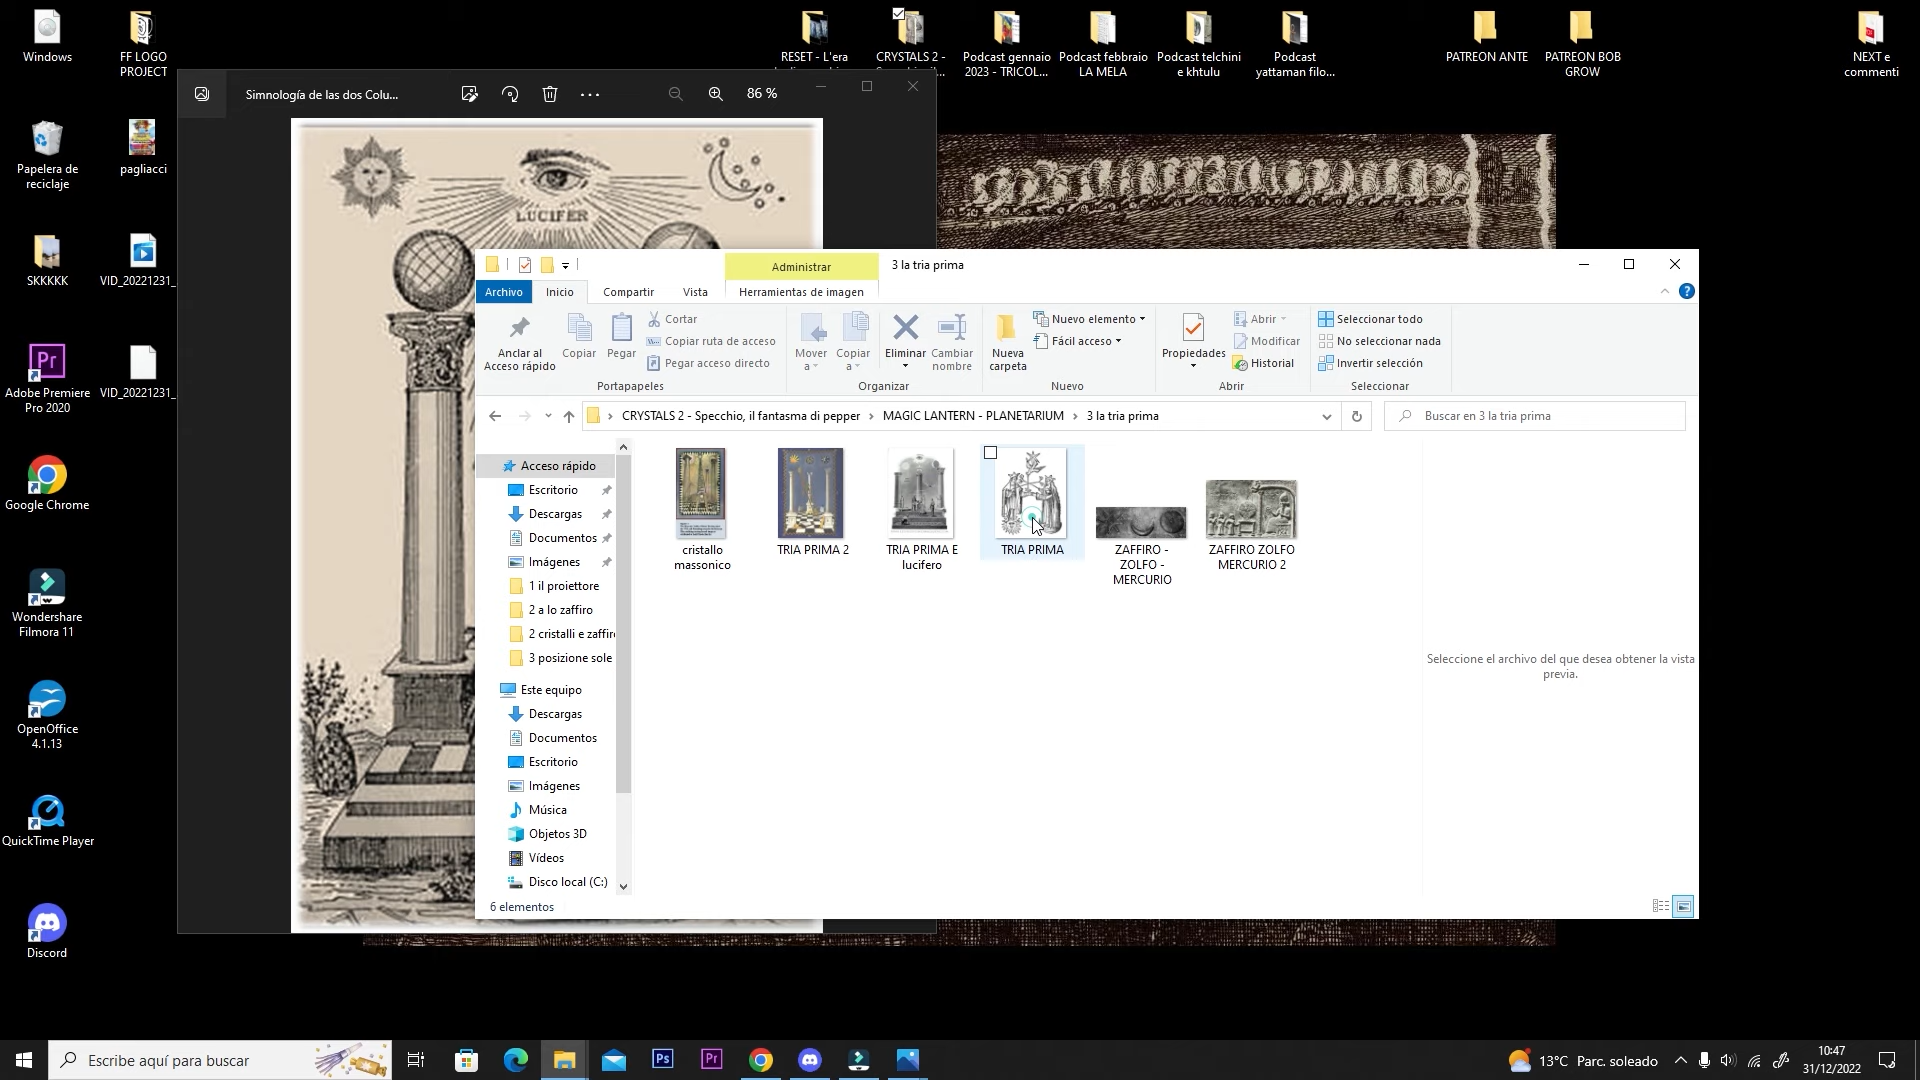 Windows
FF LOGO
PROJECT
RESET - L'era
CRYSTALS 2 -
Podcast gennaio
2023 - TRICOL...
Podcast febbraio
LA MELA
Podcast telchini
e khtulu
Podcast
yattaman filo...
PATREON ANTE
PATREON BOB
GROW
NEXT e
commenti
Simnología de las dos Colu...
86 %
LUCIFER
Papelera de
reciclaje
pagliacci
SKKKKK
VID_20221231_
Adobe Premiere
Pro 2020
VID_20221231_
Google Chrome
Wondershare
Filmora 11
OpenOffice
4.1.13
QuickTime Player
Discord
Administrar
3 la tria prima
Archivo
Inicio
Compartir
Vista
Herramientas de imagen
Anclar al
Acceso rápido
Copiar
Pegar
Cortar
Copiar ruta de acceso
Pegar acceso directo
Portapapeles
Mover
a
Copiar
a
Eliminar
Cambiar
nombre
Organizar
Nueva
carpeta
Nuevo elemento
Fácil acceso
Nuevo
Propiedades
Abrir
Modificar
Historial
Abrir
Seleccionar todo
No seleccionar nada
Invertir selección
Seleccionar
CRYSTALS 2 - Specchio, il fantasma di pepper
MAGIC LANTERN - PLANETARIUM
3 la tria prima
Buscar en 3 la tria prima
Acceso rápido
Escritorio
Descargas
Documentos
Imágenes
1 il proiettore
2 a lo zaffiro
2 cristalli e zaffir
3 posizione sole
Este equipo
Descargas
Documentos
Escritorio
Imágenes
Música
Objetos 3D
Vídeos
Disco local (C:)
cristallo
massonico
TRIA PRIMA 2
TRIA PRIMA E
lucifero
TRIA PRIMA
ZAFFIRO -
ZOLFO -
MERCURIO
ZAFFIRO ZOLFO
MERCURIO 2
Seleccione el archivo del que desea obtener la vista
previa.
6 elementos
Escribe aquí para buscar
Ps
Pr
13°C Parc. soleado
10:47
31/12/2022